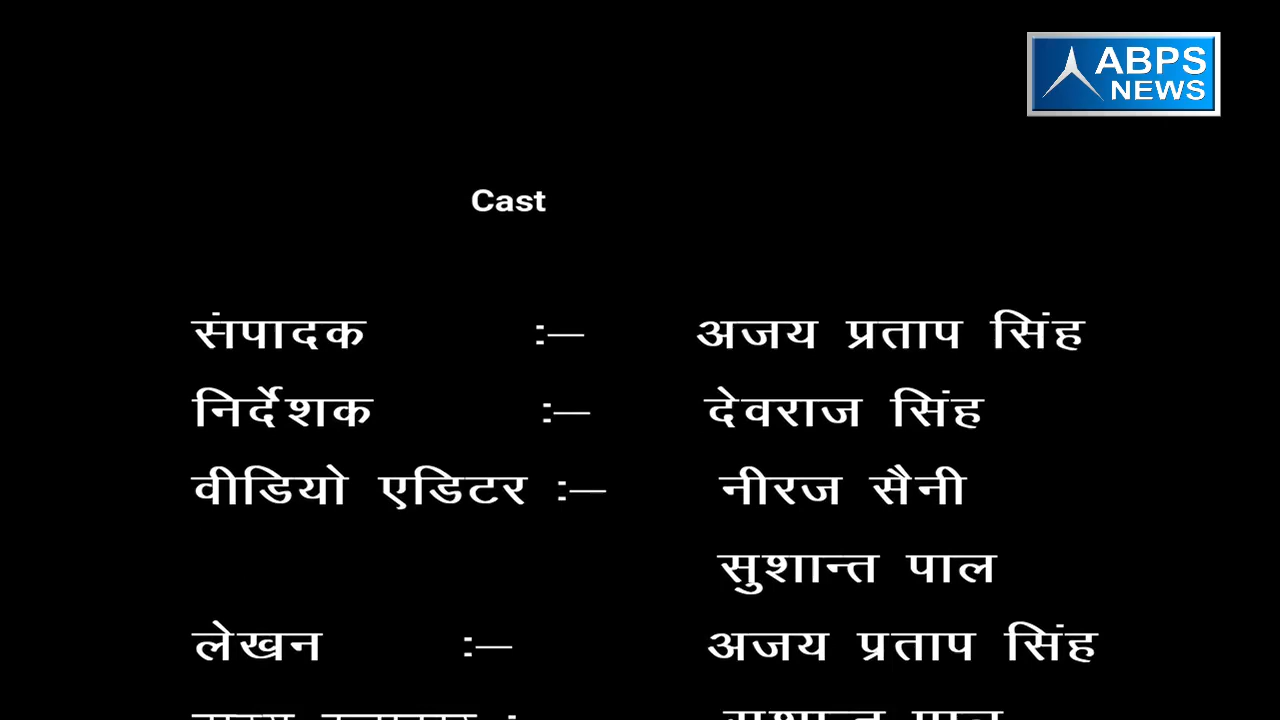 ABPS
NEWS
Cast
संपादक :— अजय प्रताप सिंह
निर्देशक :— देवराज सिंह
वीडियो एडिटर :— नीरज सैनी
सुशान्त पाल
लेखन :— अजय प्रताप सिंह
सुशान्त पाल